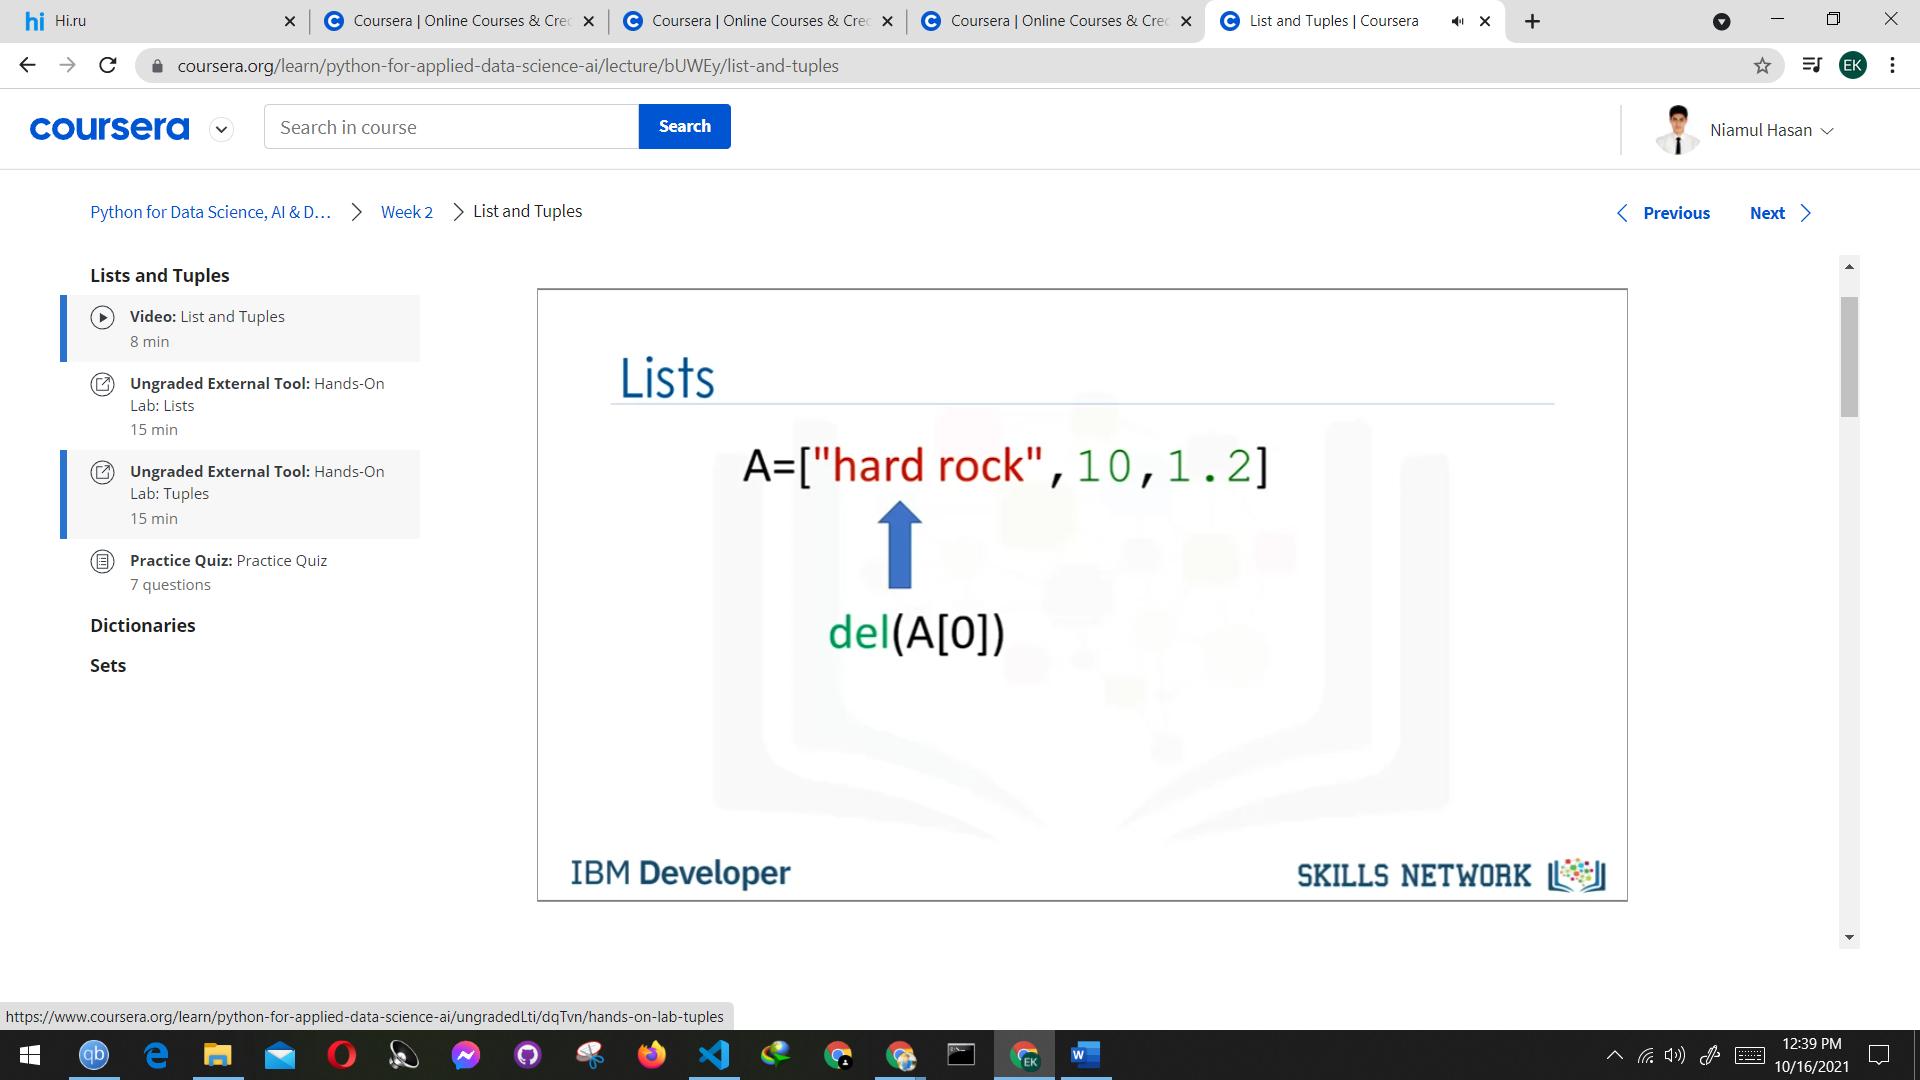 hi Hi.ru
Coursera | Online Courses & Cred
Coursera | Online Courses & Cred
Coursera | Online Courses & Cred
List and Tuples | Coursera
coursera.org/learn/python-for-applied-data-science-ai/lecture/bUWEy/list-and-tuples
EK
coursera
Search in course
Search
Niamul Hasan
Python for Data Science, AI & D...
Week 2
List and Tuples
Previous
Next
Lists and Tuples
Video: List and Tuples
8 min
Ungraded External Tool: Hands-On
Lab: Lists
15 min
Ungraded External Tool: Hands-On
Lab: Tuples
15 min
Practice Quiz: Practice Quiz
7 questions
Dictionaries
Sets
Lists
A=["hard rock",10,1.2]
del(A[0])
IBM Developer
SKILLS NETWORK
https://www.coursera.org/learn/python-for-applied-data-science-ai/ungradedLti/dqTvn/hands-on-lab-tuples
qb
EK
W
12:39 PM
10/16/2021